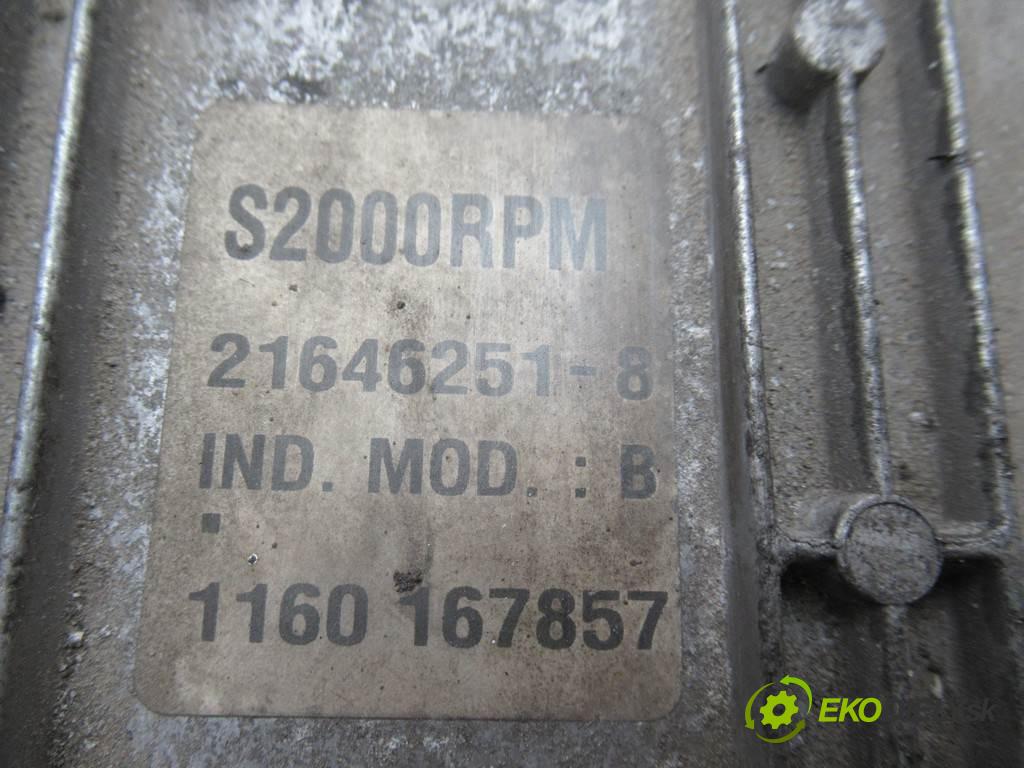 S2000RPM
21646251-8
IND. MOD. : B
1160 167857
EKO